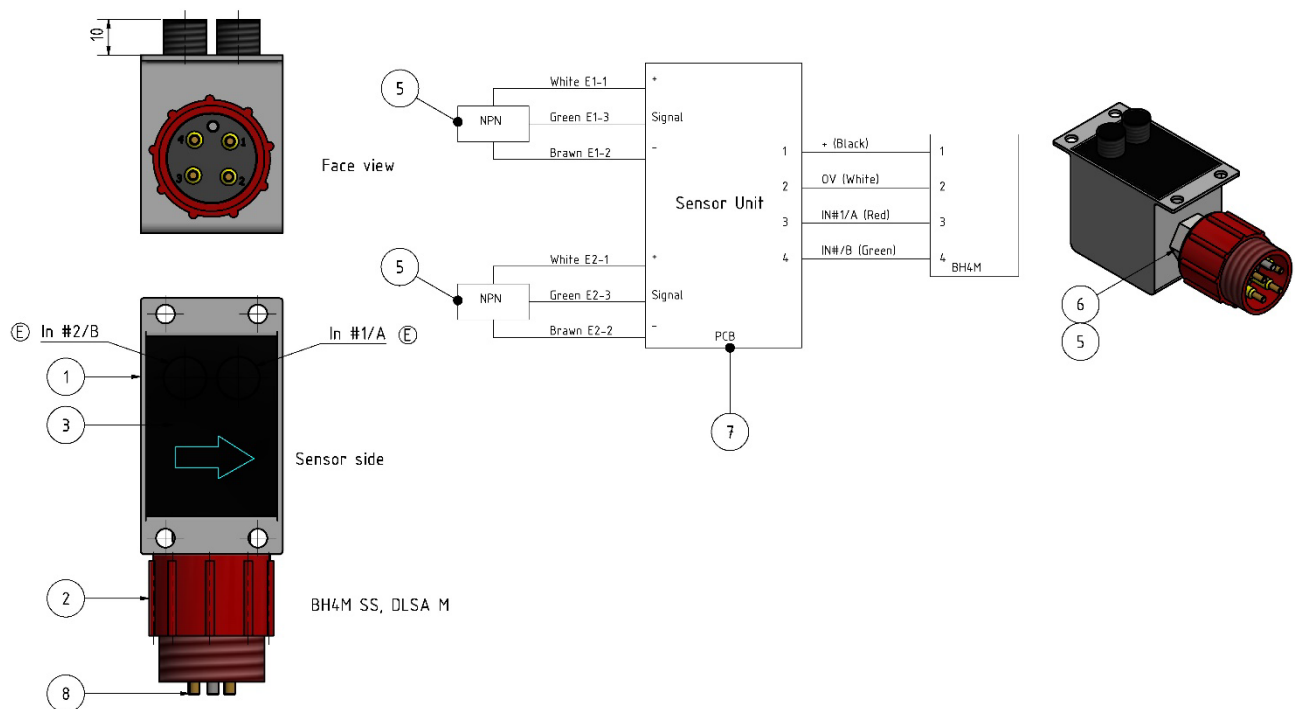 10
4
1
3
2
Face view
Ⓔ In #2/B
In #1/A Ⓔ
1
3
Sensor side
2
BH4M SS, DLSA M
8
5
NPN
White E1-1
Green E1-3
Brawn E1-2
+
Signal
-
5
NPN
White E2-1
Green E2-3
Brawn E2-2
+
Signal
-
Sensor Unit
PCB
7
1
2
3
4
+ (Black)
0V (White)
IN#1/A (Red)
IN#/B (Green)
1
2
3
4
BH4M
6
5